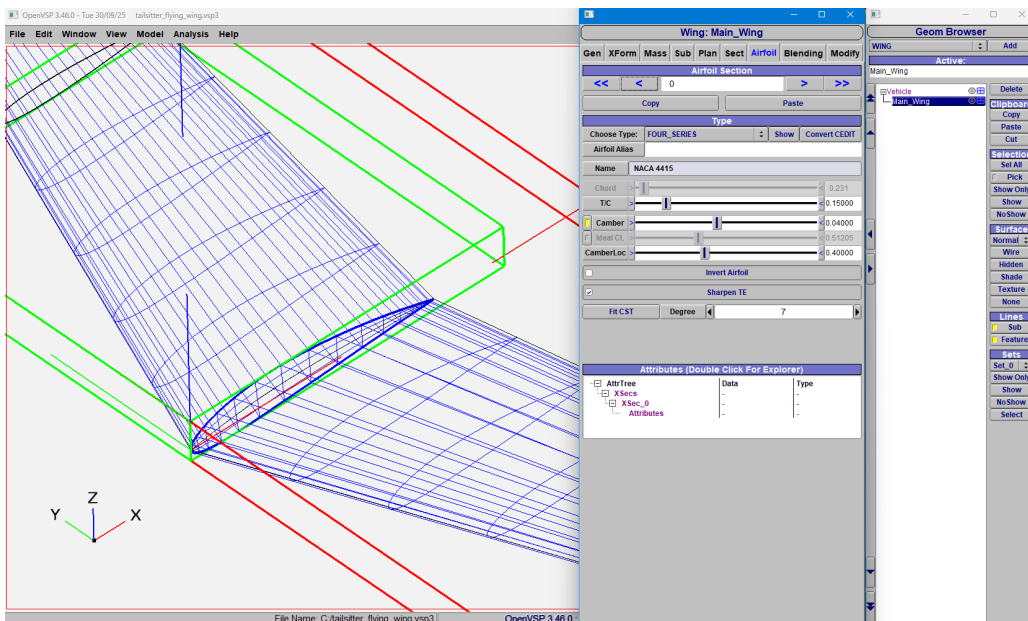 OpenVSP 3.46.0 - Tue 30/09/25 tailsitter_flying_wing.vsp3
File Edit Window View Model Analysis Help
Z
Y X
File Name: C:/tailsitter_flying_wing.vsp3 OpenVSP 3.46.0
Wing: Main_Wing
Gen XForm Mass Sub Plan Sect Airfoil Blending Modify
Airfoil Section
<< < 0 > >>
Copy Paste
Type
Choose Type: FOUR_SERIES Show Convert CEDIT
Airfoil Alias
Name NACA 4415
Chord > < 0.231
T/C > < 0.15000
Camber > < 0.04000
Ideal CL > < 0.51205
CamberLoc > < 0.40000
Invert Airfoil
Sharpen TE
Fit CST Degree 7
Attributes (Double Click For Explorer)
AttrTree Data Type
XSecs - -
XSec_0 - -
Attributes - -
Geom Browser
WING Add
Active:
Main_Wing
Vehicle
Main_Wing
Delete
Clipboard
Copy
Paste
Cut
Selection
Sel All
Pick
Show Only
Show
NoShow
Surface
Normal
Wire
Hidden
Shade
Texture
None
Lines
Sub
Feature
Sets
Set_0
Show Only
Show
NoShow
Select